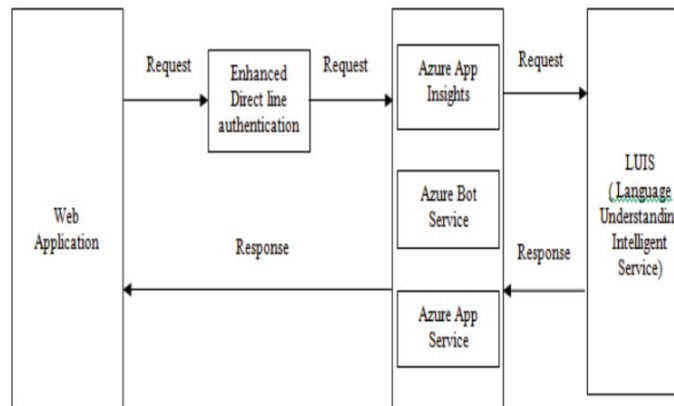 Request
Enhanced
Direct line
authentication
Request
Azure App
Insights
Request
LUIS
( Language
Understanding
Intelligent
Service)
Web
Application
Azure Bot
Service
Response
Response
Azure App
Service